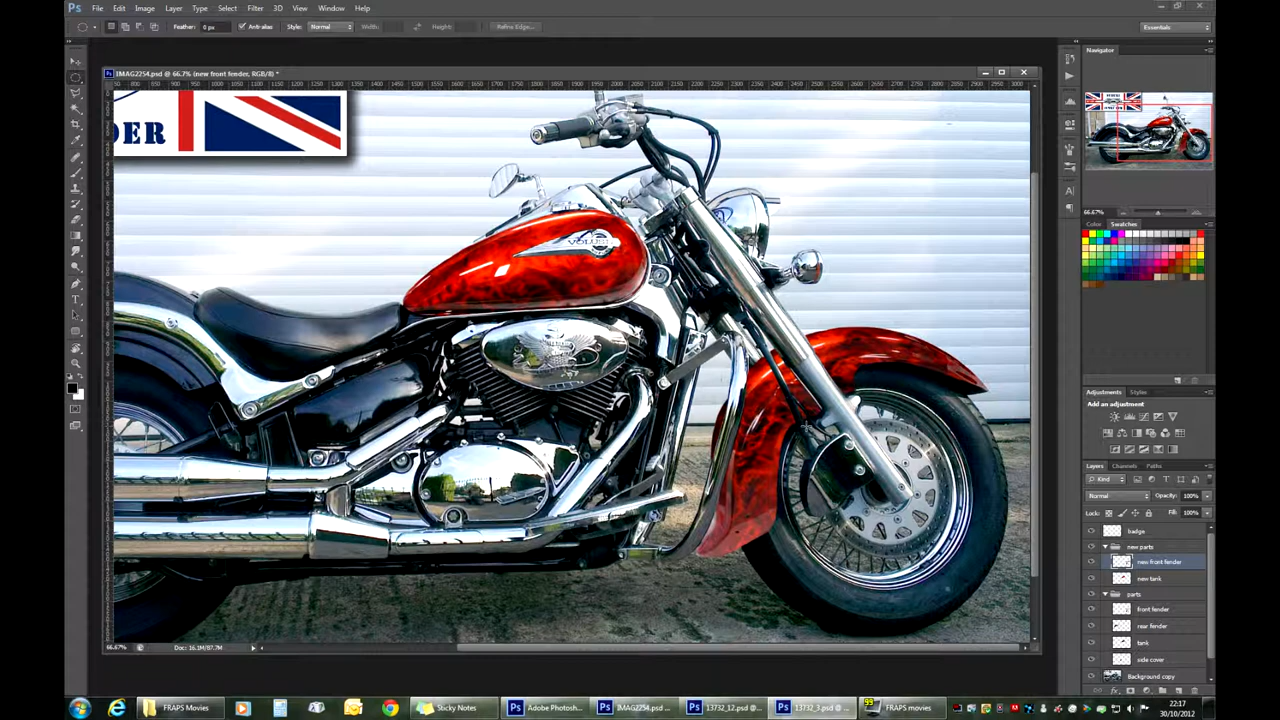 Ps File Edit Image Layer Type Select Filter 3D View Window Help
Feather: 0 px Anti-alias Style: Normal Width: Height: Refine Edge... Essentials
IMAG2254.psd @ 66.7% (new front fender, RGB/8) *
Navigator
DER
VOLUSIA
66.67%
Color Swatches
Adjustments Styles
Add an adjustment
Layers Channels Paths
Kind
Normal Opacity: 100%
Lock: Fill: 100%
badge
new parts
new front fender
new tank
parts
front fender
rear fender
tank
side cover
Background copy
66.67% Doc: 16.1M/87.7M
FRAPS Movies Sticky Notes Adobe Photosh... IMAG2254.psd ... 13732_12.psd @... 13732_3.psd @ ... 99 FRAPS movies
22:17
30/10/2012